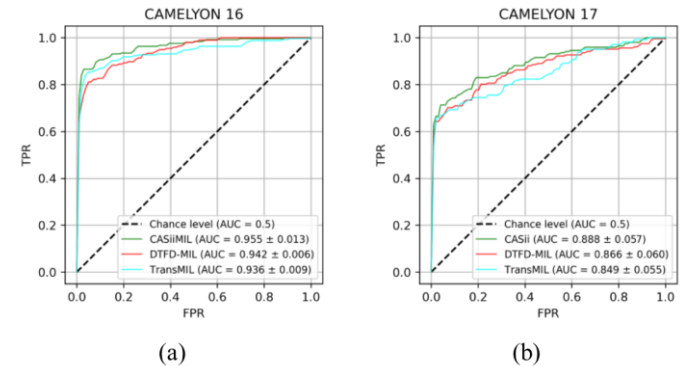 CAMELYON 16
1.0
0.8
0.6
0.4
0.2
0.0
TPR
Chance level (AUC = 0.5)
CASiiMIL (AUC = 0.955 ± 0.013)
DTFD-MIL (AUC = 0.942 ± 0.006)
TransMIL (AUC = 0.936 ± 0.009)
0.0 0.2 0.4 0.6 0.8 1.0
FPR
(a)
CAMELYON 17
1.0
0.8
0.6
0.4
0.2
0.0
TPR
Chance level (AUC = 0.5)
CASii (AUC = 0.888 ± 0.057)
DTFD-MIL (AUC = 0.866 ± 0.060)
TransMIL (AUC = 0.849 ± 0.055)
0.0 0.2 0.4 0.6 0.8 1.0
FPR
(b)